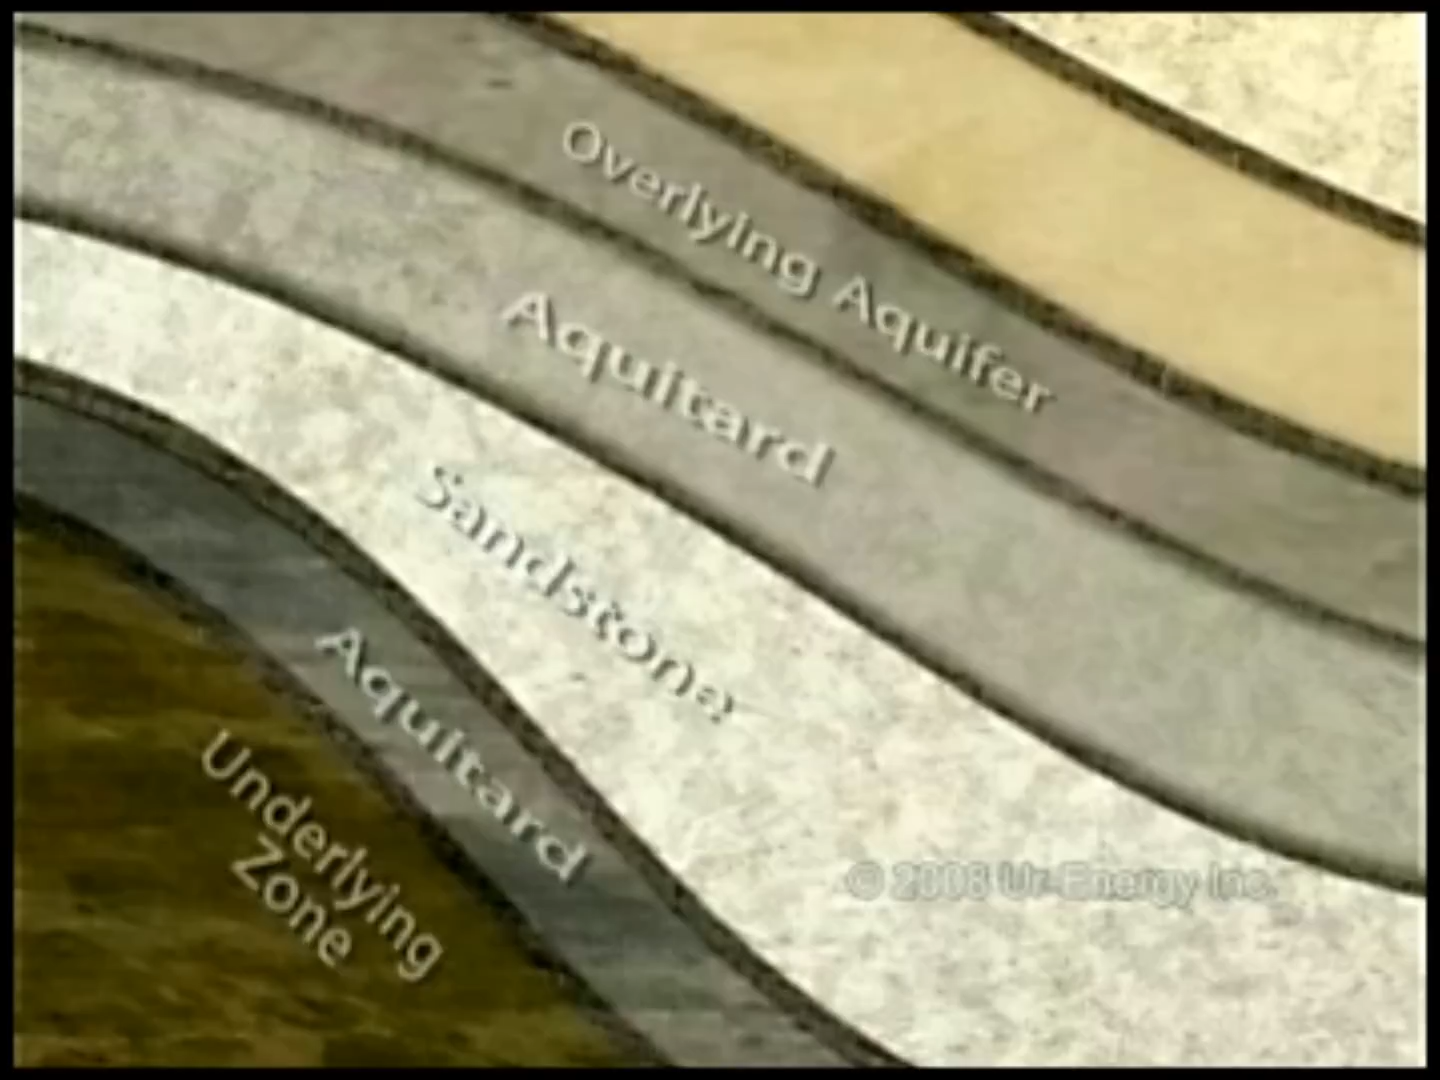 Overlying Aquifer
Aquitard
Sandstone
Aquitard
Underlying
Zone
© 2008 Ur-Energy Inc.